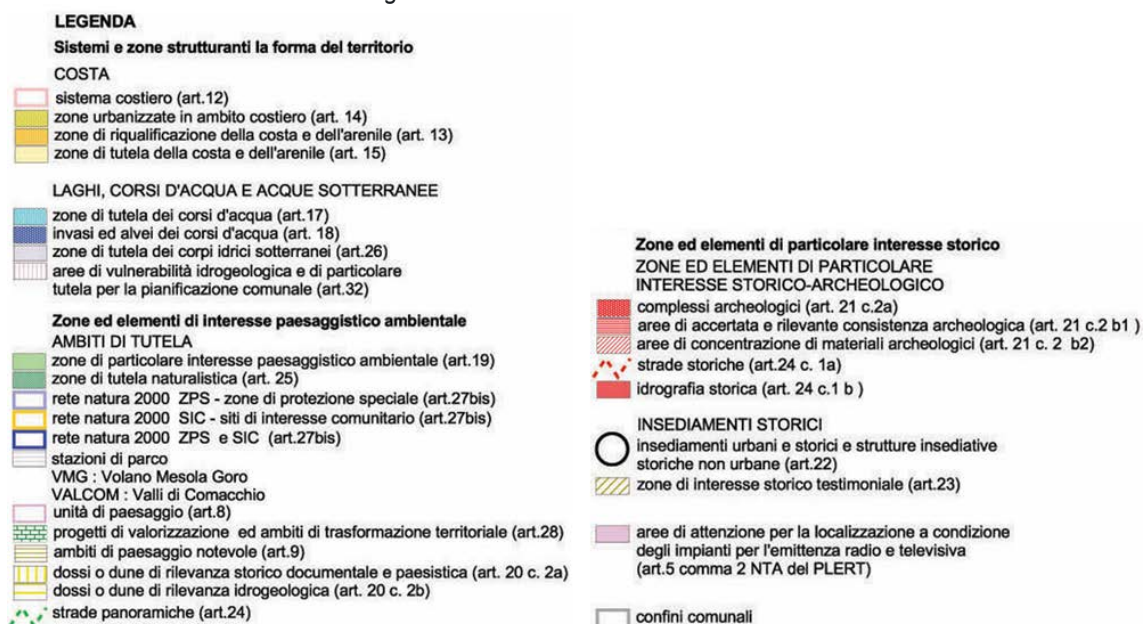 LEGENDA
Sistemi e zone strutturanti la forma del territorio
COSTA
sistema costiero (art.12)
zone urbanizzate in ambito costiero (art. 14)
zone di riqualificazione della costa e dell'arenile (art. 13)
zone di tutela della costa e dell'arenile (art. 15)
LAGHI, CORSI D'ACQUA E ACQUE SOTTERRANEE
zone di tutela dei corsi d'acqua (art.17)
invasi ed alvei dei corsi d'acqua (art. 18)
zone di tutela dei corpi idrici sotterranei (art.26)
aree di vulnerabilità idrogeologica e di particolare
tutela per la pianificazione comunale (art.32)
Zone ed elementi di interesse paesaggistico ambientale
AMBITI DI TUTELA
zone di particolare interesse paesaggistico ambientale (art.19)
zone di tutela naturalistica (art. 25)
rete natura 2000 ZPS - zone di protezione speciale (art.27bis)
rete natura 2000 SIC - siti di interesse comunitario (art.27bis)
rete natura 2000 ZPS e SIC (art.27bis)
stazioni di parco
VMG : Volano Mesola Goro
VALCOM : Valli di Comacchio
unità di paesaggio (art.8)
progetti di valorizzazione ed ambiti di trasformazione territoriale (art.28)
ambiti di paesaggio notevole (art.9)
dossi o dune di rilevanza storico documentale e paesistica (art. 20 c. 2a)
dossi o dune di rilevanza idrogeologica (art. 20 c. 2b)
strade panoramiche (art.24)
Zone ed elementi di particolare interesse storico
ZONE ED ELEMENTI DI PARTICOLARE
INTERESSE STORICO-ARCHEOLOGICO
complessi archeologici (art. 21 c.2a)
aree di accertata e rilevante consistenza archeologica (art. 21 c.2 b1 )
aree di concentrazione di materiali archeologici (art. 21 c. 2 b2)
strade storiche (art.24 c. 1a)
idrografia storica (art. 24 c.1 b )
INSEDIAMENTI STORICI
insediamenti urbani e storici e strutture insediative
storiche non urbane (art.22)
zone di interesse storico testimoniale (art.23)
aree di attenzione per la localizzazione a condizione
degli impianti per l'emittenza radio e televisiva
(art.5 comma 2 NTA del PLERT)
confini comunali